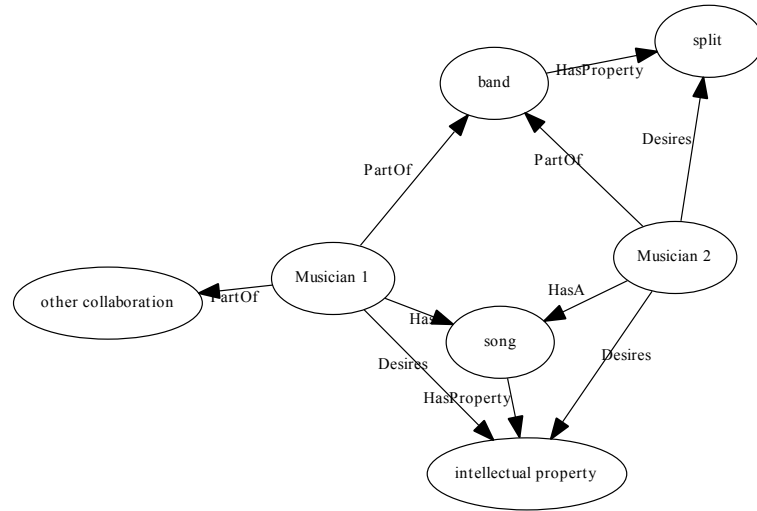 split
band
HasProperty
Desires
PartOf
PartOf
Musician 2
Musician 1
HasA
other collaboration
PartOf
Has
song
Desires
Desires
HasProperty
intellectual property